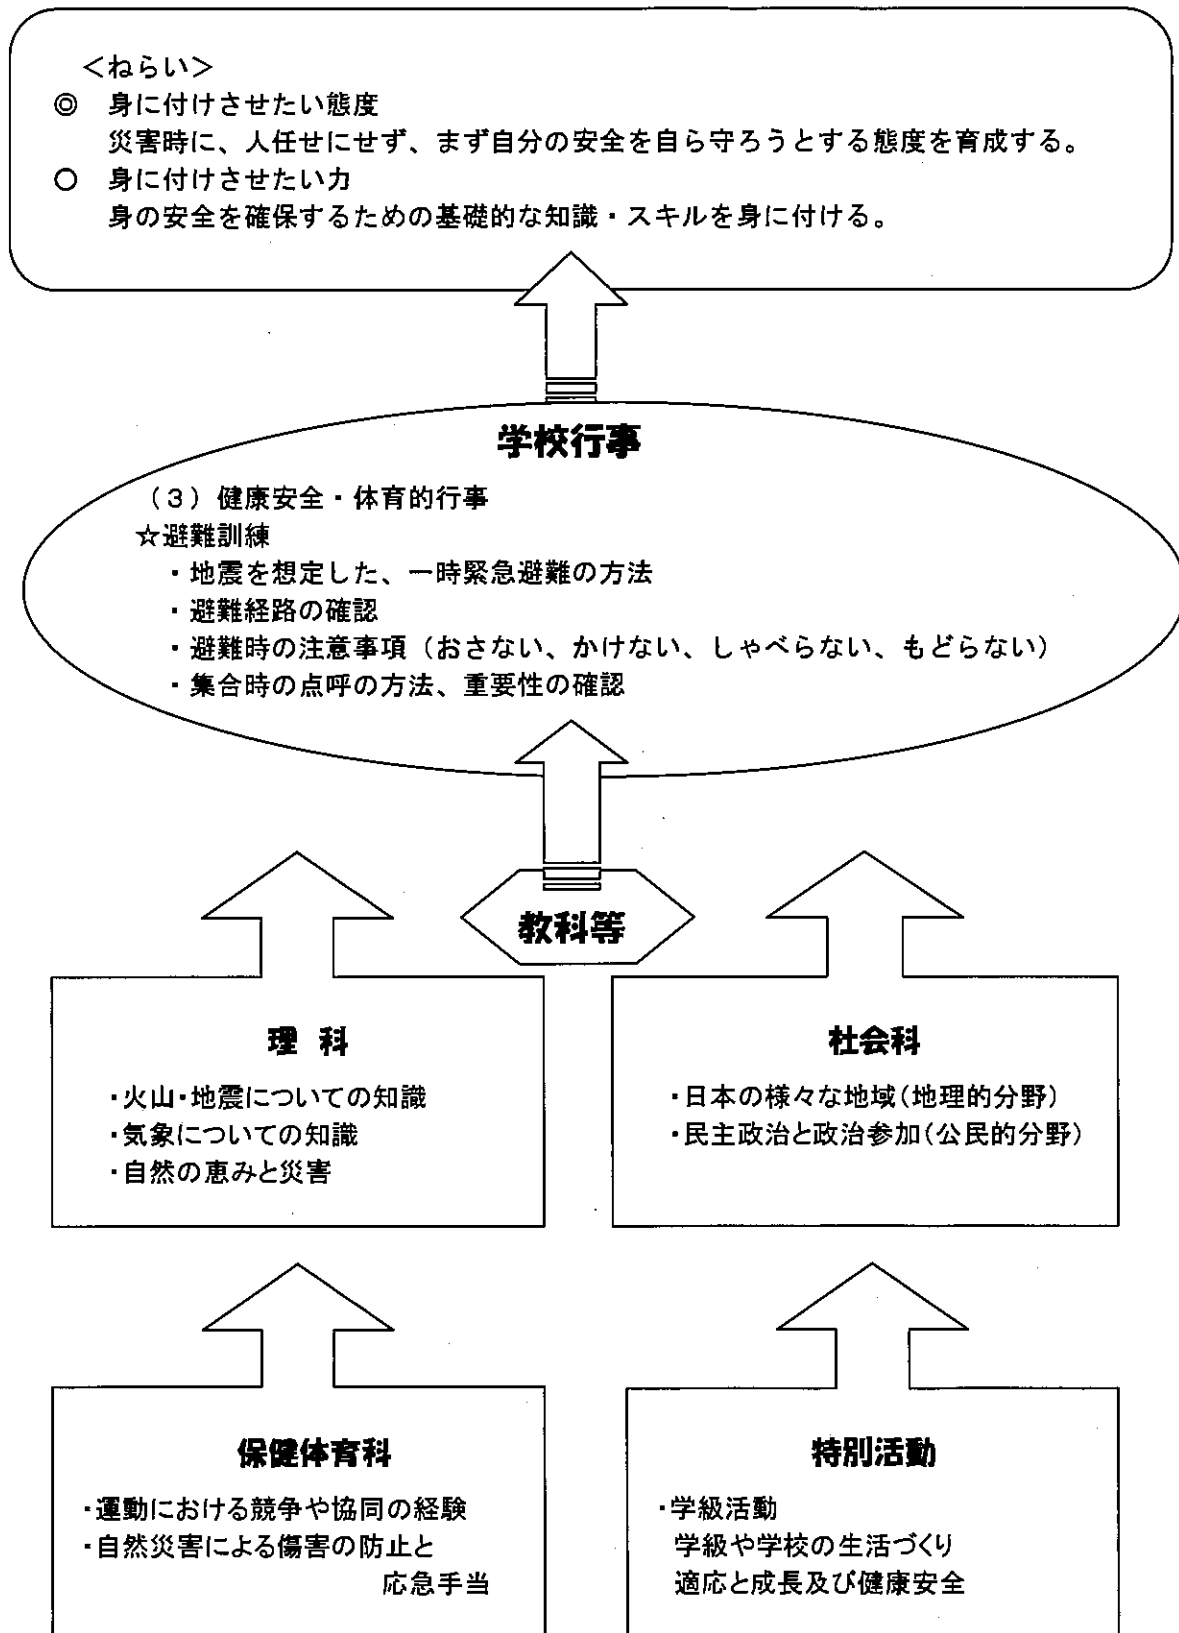 ＜ねらい＞
◎ 身に付けさせたい態度
災害時に、人任せにせず、まず自分の安全を自ら守ろうとする態度を育成する。
○ 身に付けさせたい力
身の安全を確保するための基礎的な知識・スキルを身に付ける。
学校行事
（３）健康安全・体育的行事
☆避難訓練
・地震を想定した、一時緊急避難の方法
・避難経路の確認
・避難時の注意事項（おさない、かけない、しゃべらない、もどらない）
・集合時の点呼の方法、重要性の確認
教科等
理 科
・火山・地震についての知識
・気象についての知識
・自然の恵みと災害
社会科
・日本の様々な地域（地理的分野）
・民主政治と政治参加（公民的分野）
保健体育科
・運動における競争や協同の経験
・自然災害による傷害の防止と
応急手当
特別活動
・学級活動
学級や学校の生活づくり
適応と成長及び健康安全